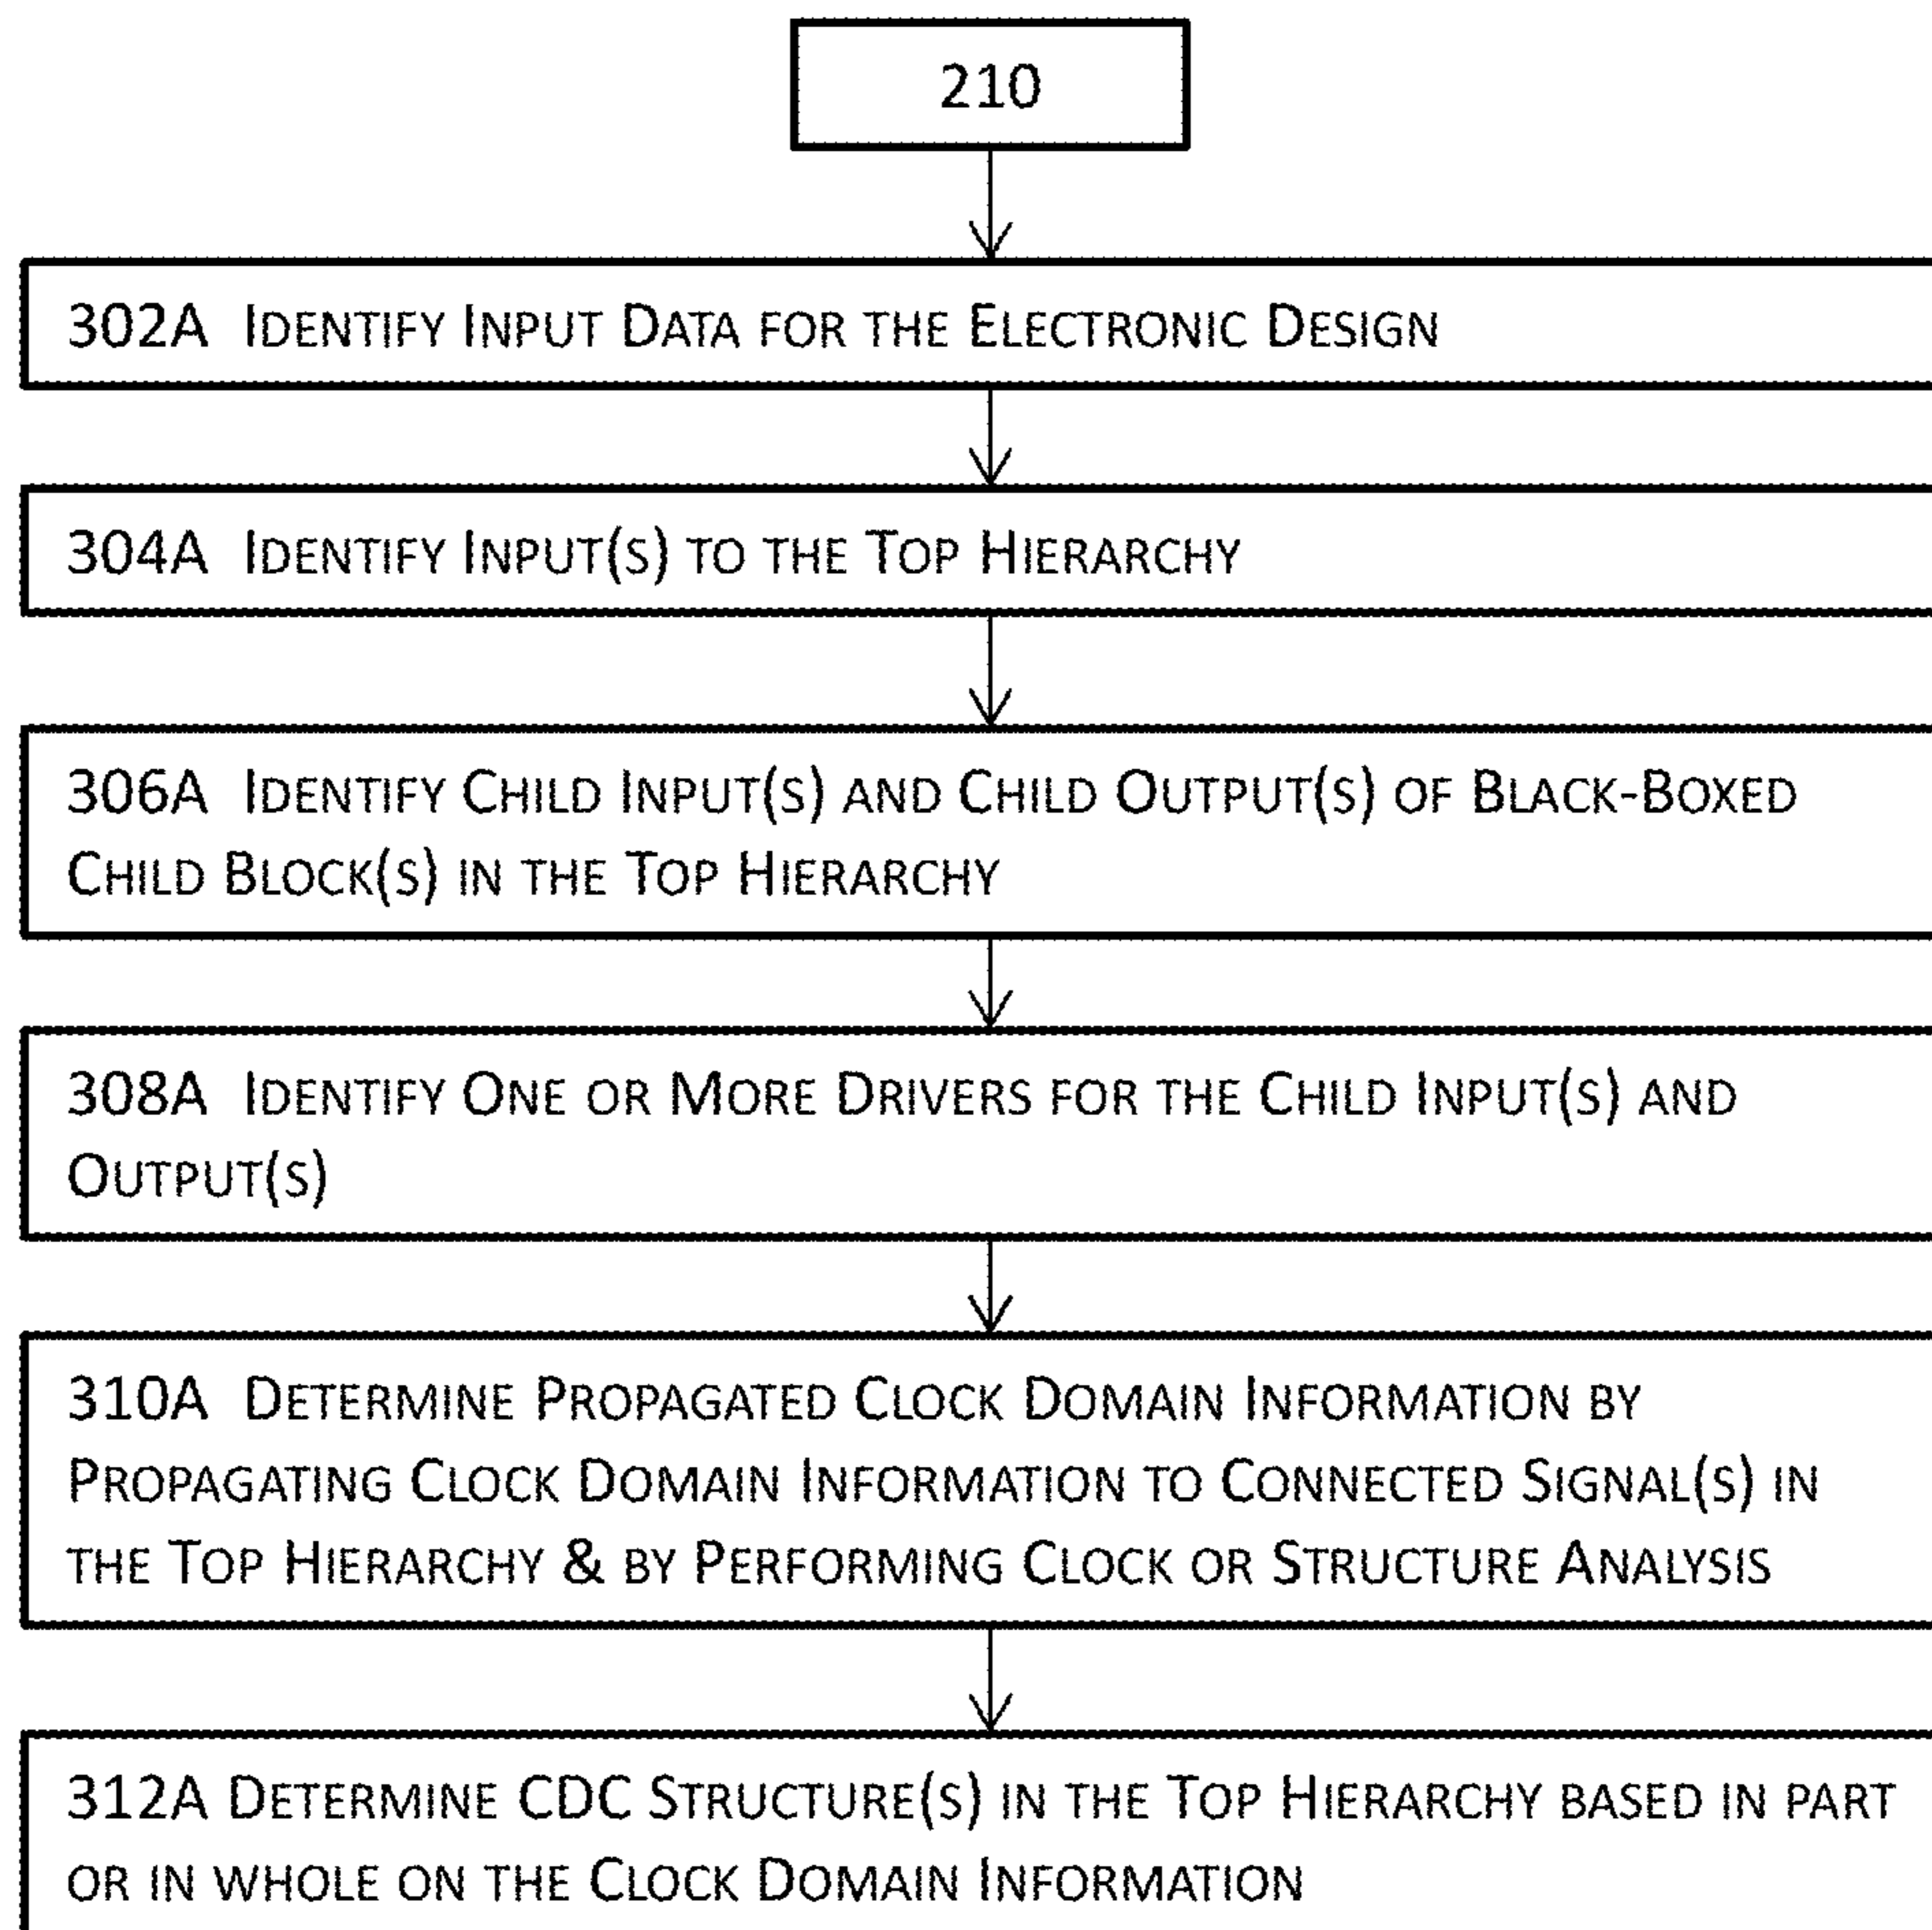 210
302A Identify Input Data for the Electronic Design
304A Identify Input(s) to the Top Hierarchy
306A Identify Child Input(s) and Child Output(s) of Black-Boxed
Child Block(s) in the Top Hierarchy
308A Identify One or More Drivers for the Child Input(s) and
Output(s)
310A Determine Propagated Clock Domain Information by
Propagating Clock Domain Information to Connected Signal(s) in
the Top Hierarchy & by Performing Clock or Structure Analysis
312A Determine CDC Structure(s) in the Top Hierarchy based in part
or in whole on the Clock Domain Information